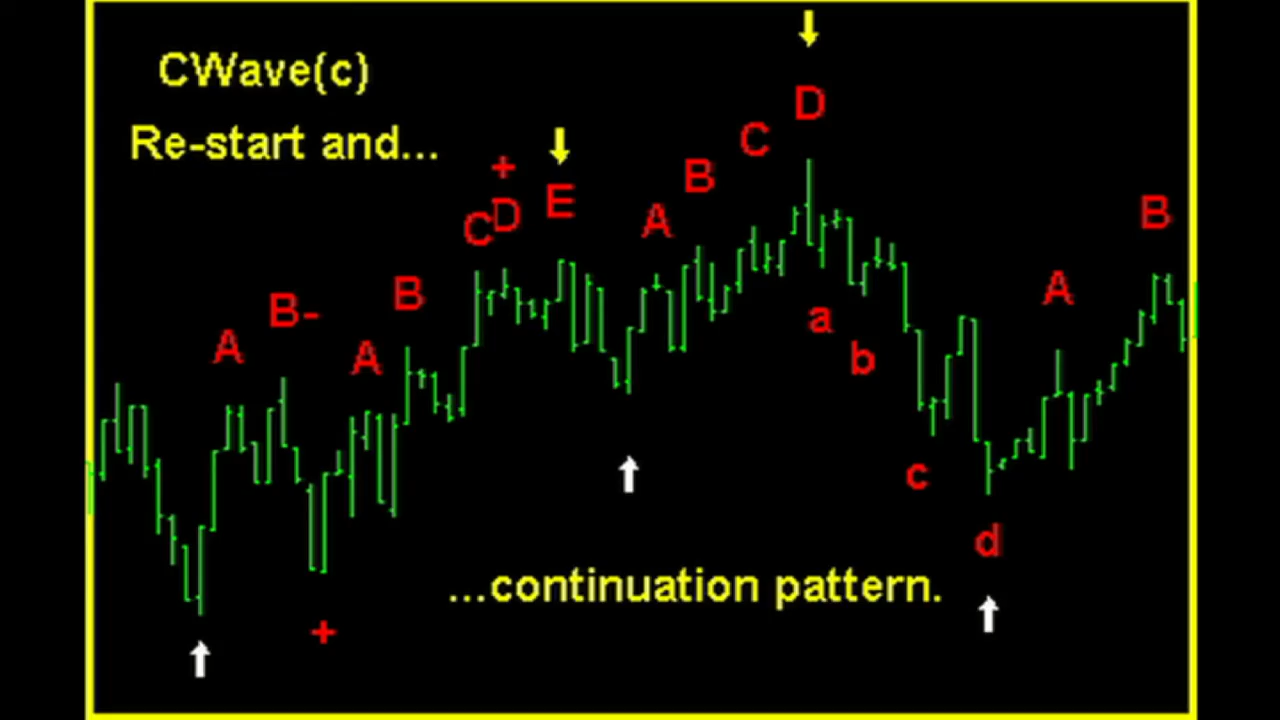 CWave(c)
Re-start and...
A
B-
+
A
B
C
D
+
E
A
B
C
D
a
b
c
d
A
B
...continuation pattern.